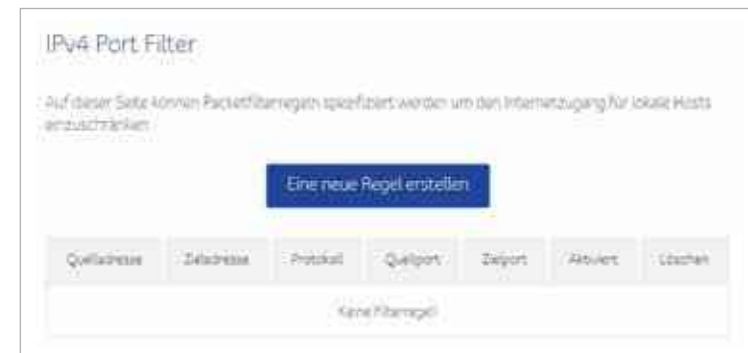 IPv4 Port Filter
Auf dieser Seite können Packetfilterregeln spezifiziert werden um den Internetzugang für lokale Hosts
einzuschränken
Eine neue Regel erstellen
Quelladresse Zieladresse Protokoll Quellport Zielport Aktiviert Löschen
Keine Filterregel!